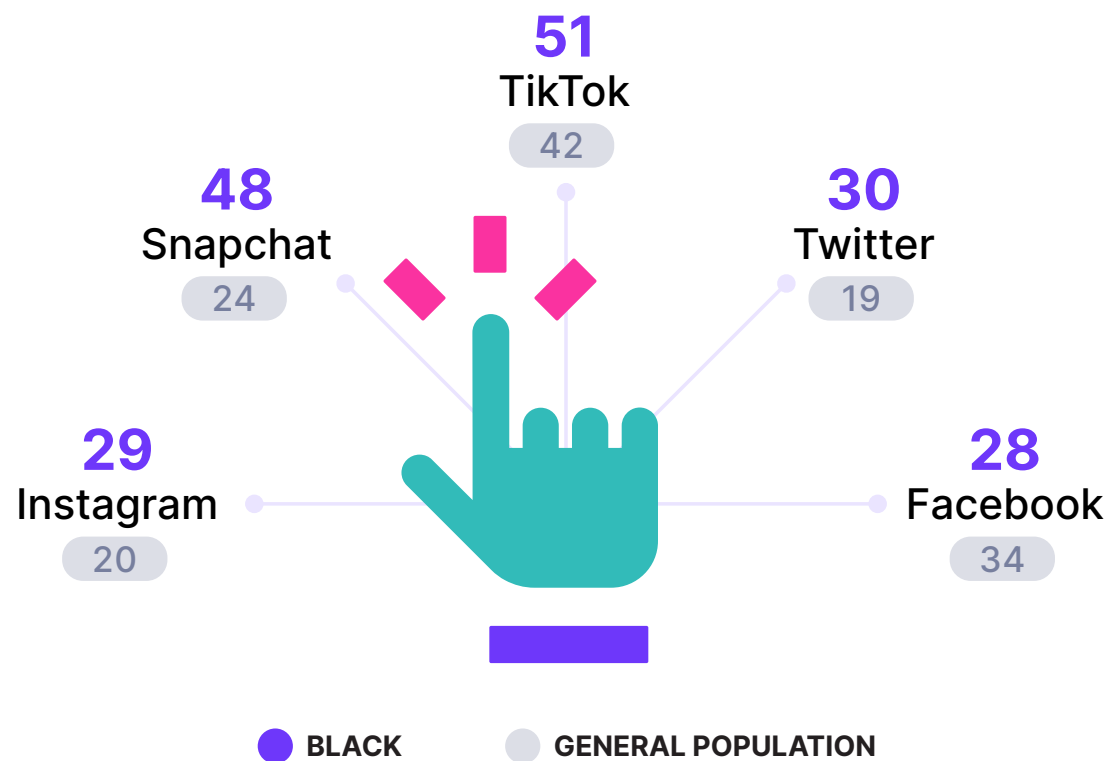 51
TikTok
42
48
Snapchat
24
30
Twitter
19
29
Instagram
20
28
Facebook
34
BLACK
GENERAL POPULATION